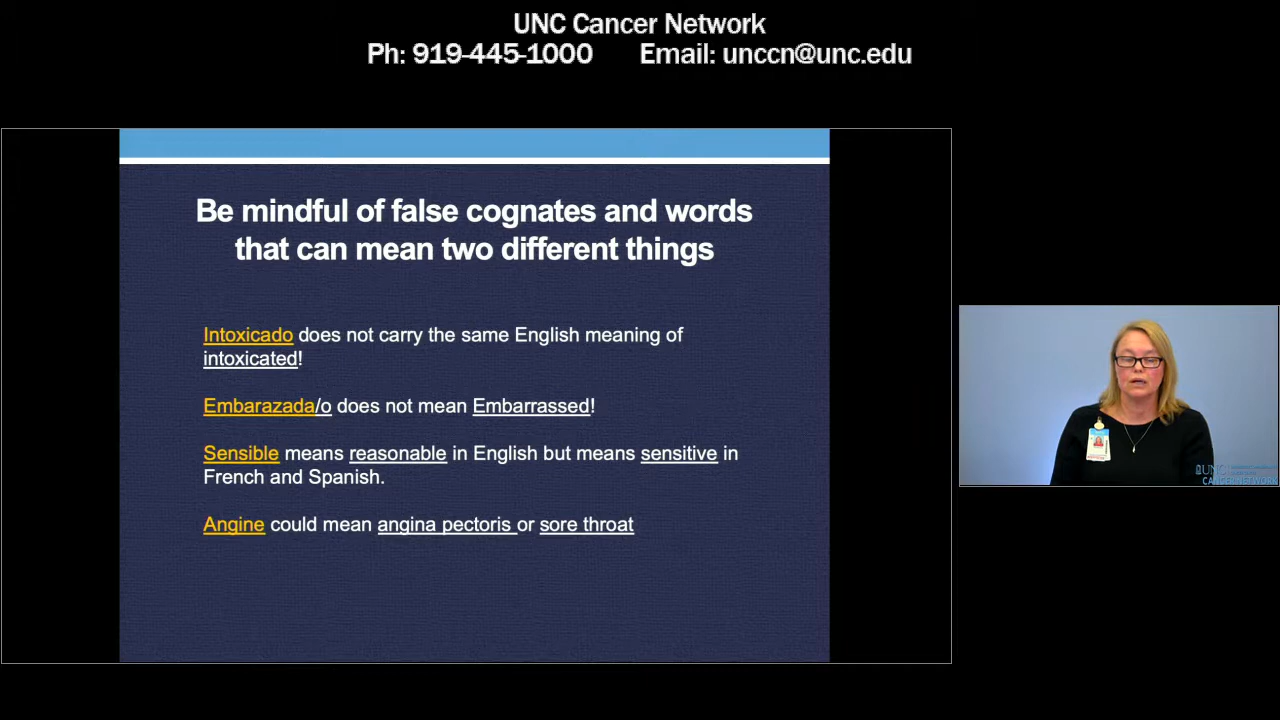 UNC Cancer Network
Ph: 919-445-1000 Email: unccn@unc.edu
Be mindful of false cognates and words
that can mean two different things
Intoxicado does not carry the same English meaning of
intoxicated!
Embarazada/o does not mean Embarrassed!
Sensible means reasonable in English but means sensitive in
French and Spanish.
Angine could mean angina pectoris or sore throat
UNC
CANCER NETWORK